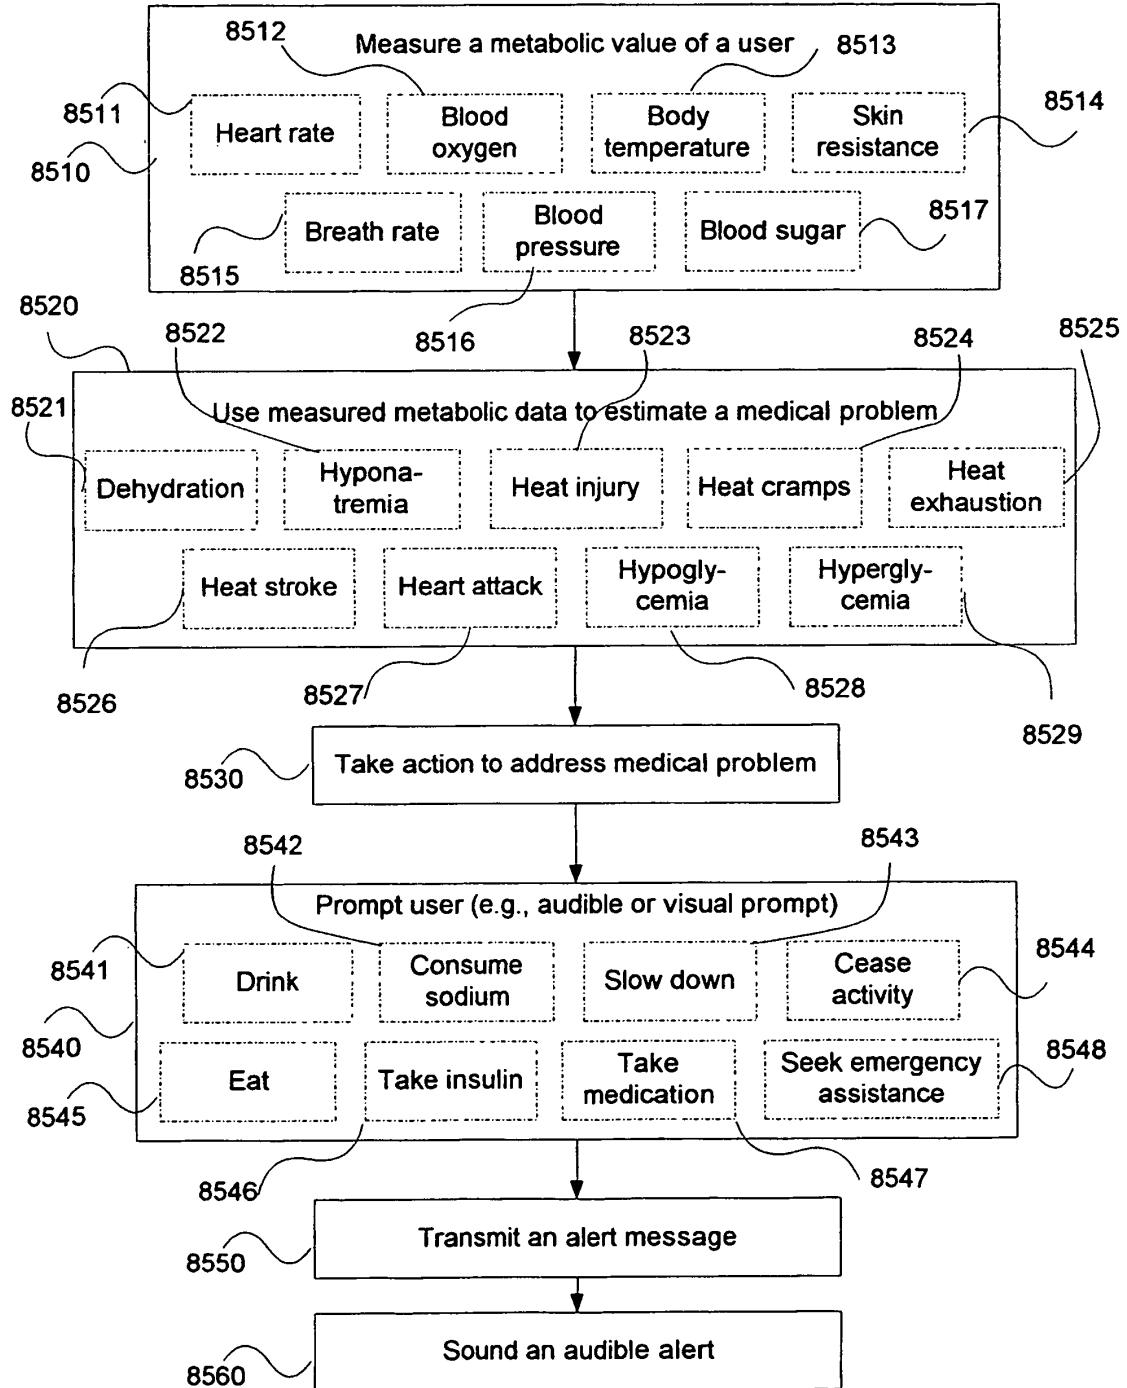 8512
Measure a metabolic value of a user
8513
8511
Heart rate
Blood
oxygen
Body
temperature
Skin
resistance
8514
8510
Breath rate
Blood
pressure
Blood sugar
8517
8515
8516
8520
8522
8523
8524
8525
8521
Use measured metabolic data to estimate a medical problem
Dehydration
Hypona-
tremia
Heat injury
Heat cramps
Heat
exhaustion
Heat stroke
Heart attack
Hypogly-
cemia
Hypergly-
cemia
8526
8527
8528
8529
8530
Take action to address medical problem
8542
8543
Prompt user (e.g., audible or visual prompt)
8541
Drink
Consume
sodium
Slow down
Cease
activity
8544
8540
Eat
Take insulin
Take
medication
Seek emergency
assistance
8548
8545
8546
8547
Transmit an alert message
8550
Sound an audible alert
8560